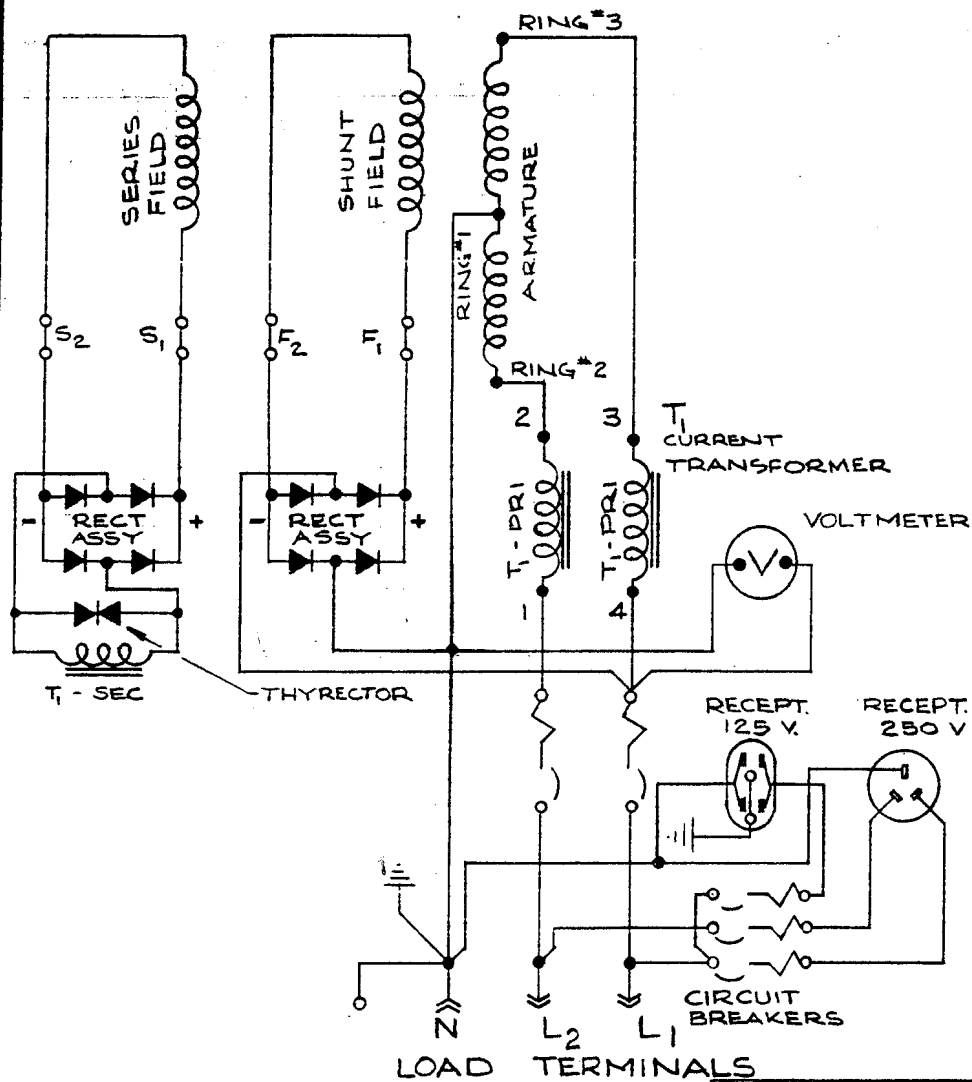 RING #3
SERIES
FIELD
SHUNT
FIELD
ARMATURE
RING #1
S2
S1
F2
F1
RING #2
2
3
T1
CURRENT
TRANSFORMER
-
RECT
ASSY
+
-
RECT
ASSY
+
T1-PRI
T1-PRI
VOLTMETER
V
1
4
T1 - SEC
THYRECTOR
RECEPT.
125 V.
RECEPT.
250 V
CIRCUIT
BREAKERS
N
L2
L1
LOAD TERMINALS